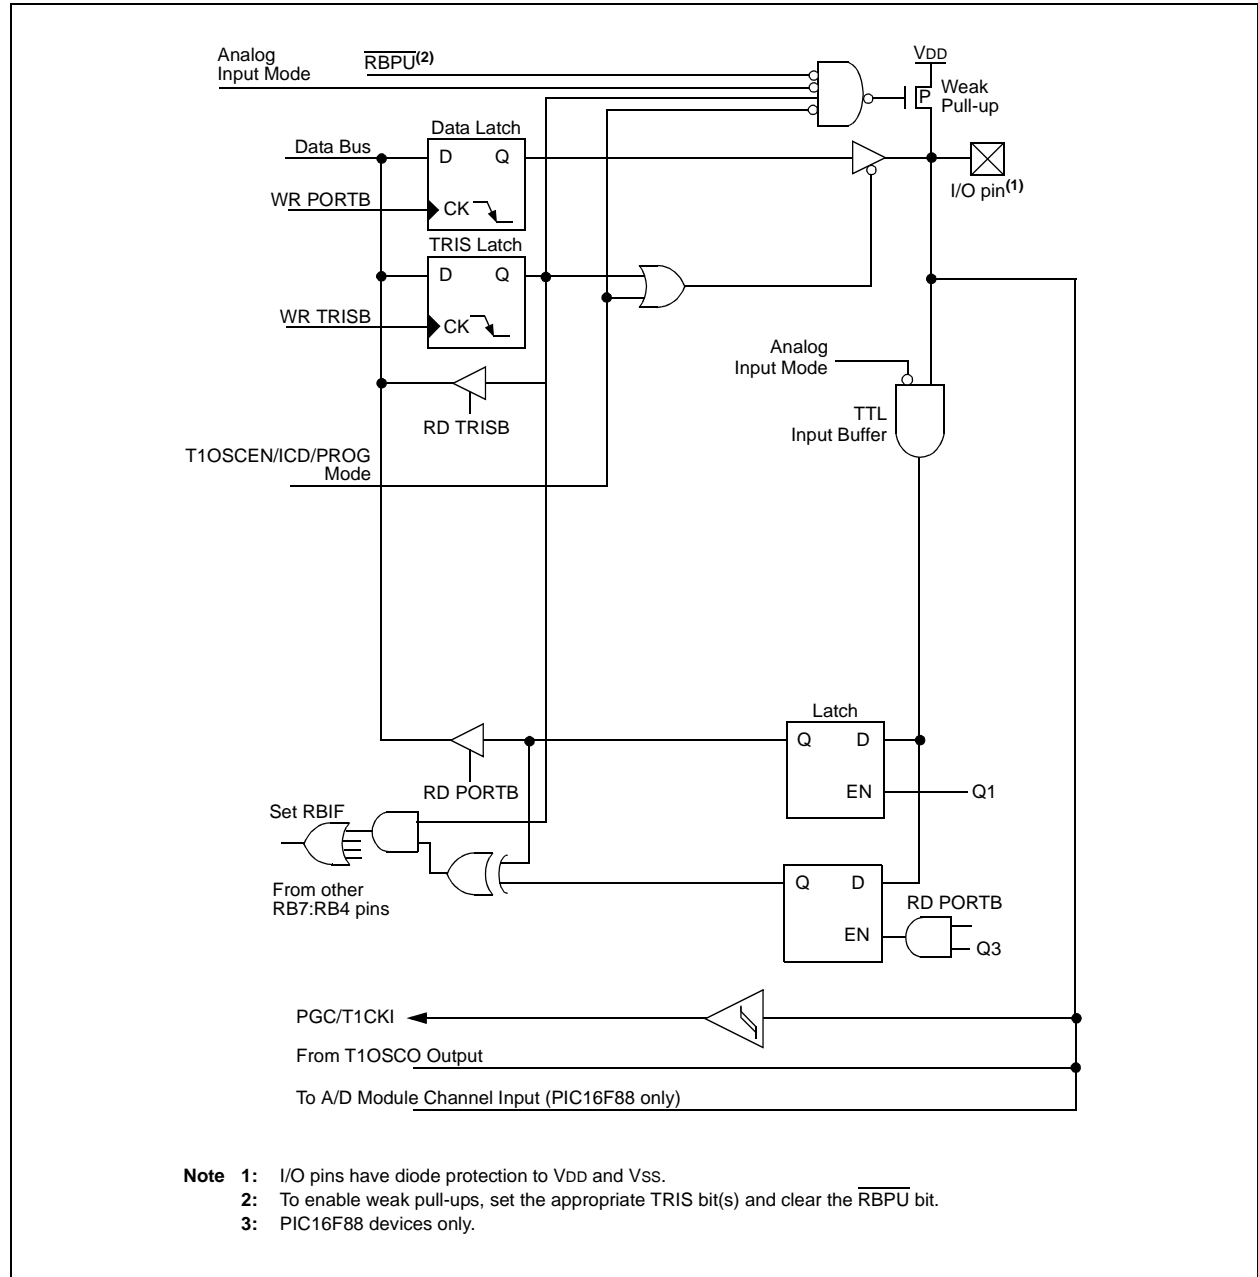 Analog
Input Mode
RBPU(2)
VDD
P
Weak
Pull-up
Data Latch
Data Bus
D Q
I/O pin(1)
WR PORTB
CK
TRIS Latch
D Q
WR TRISB
CK
Analog
Input Mode
RD TRISB
TTL
Input Buffer
T1OSCEN/ICD/PROG
Mode
Latch
Q D
RD PORTB
EN
Q1
Set RBIF
Q D
From other
RB7:RB4 pins
RD PORTB
EN
Q3
PGC/T1CKI
From T1OSCO Output
To A/D Module Channel Input (PIC16F88 only)
Note 1: I/O pins have diode protection to VDD and VSS.
2: To enable weak pull-ups, set the appropriate TRIS bit(s) and clear the RBPU bit.
3: PIC16F88 devices only.